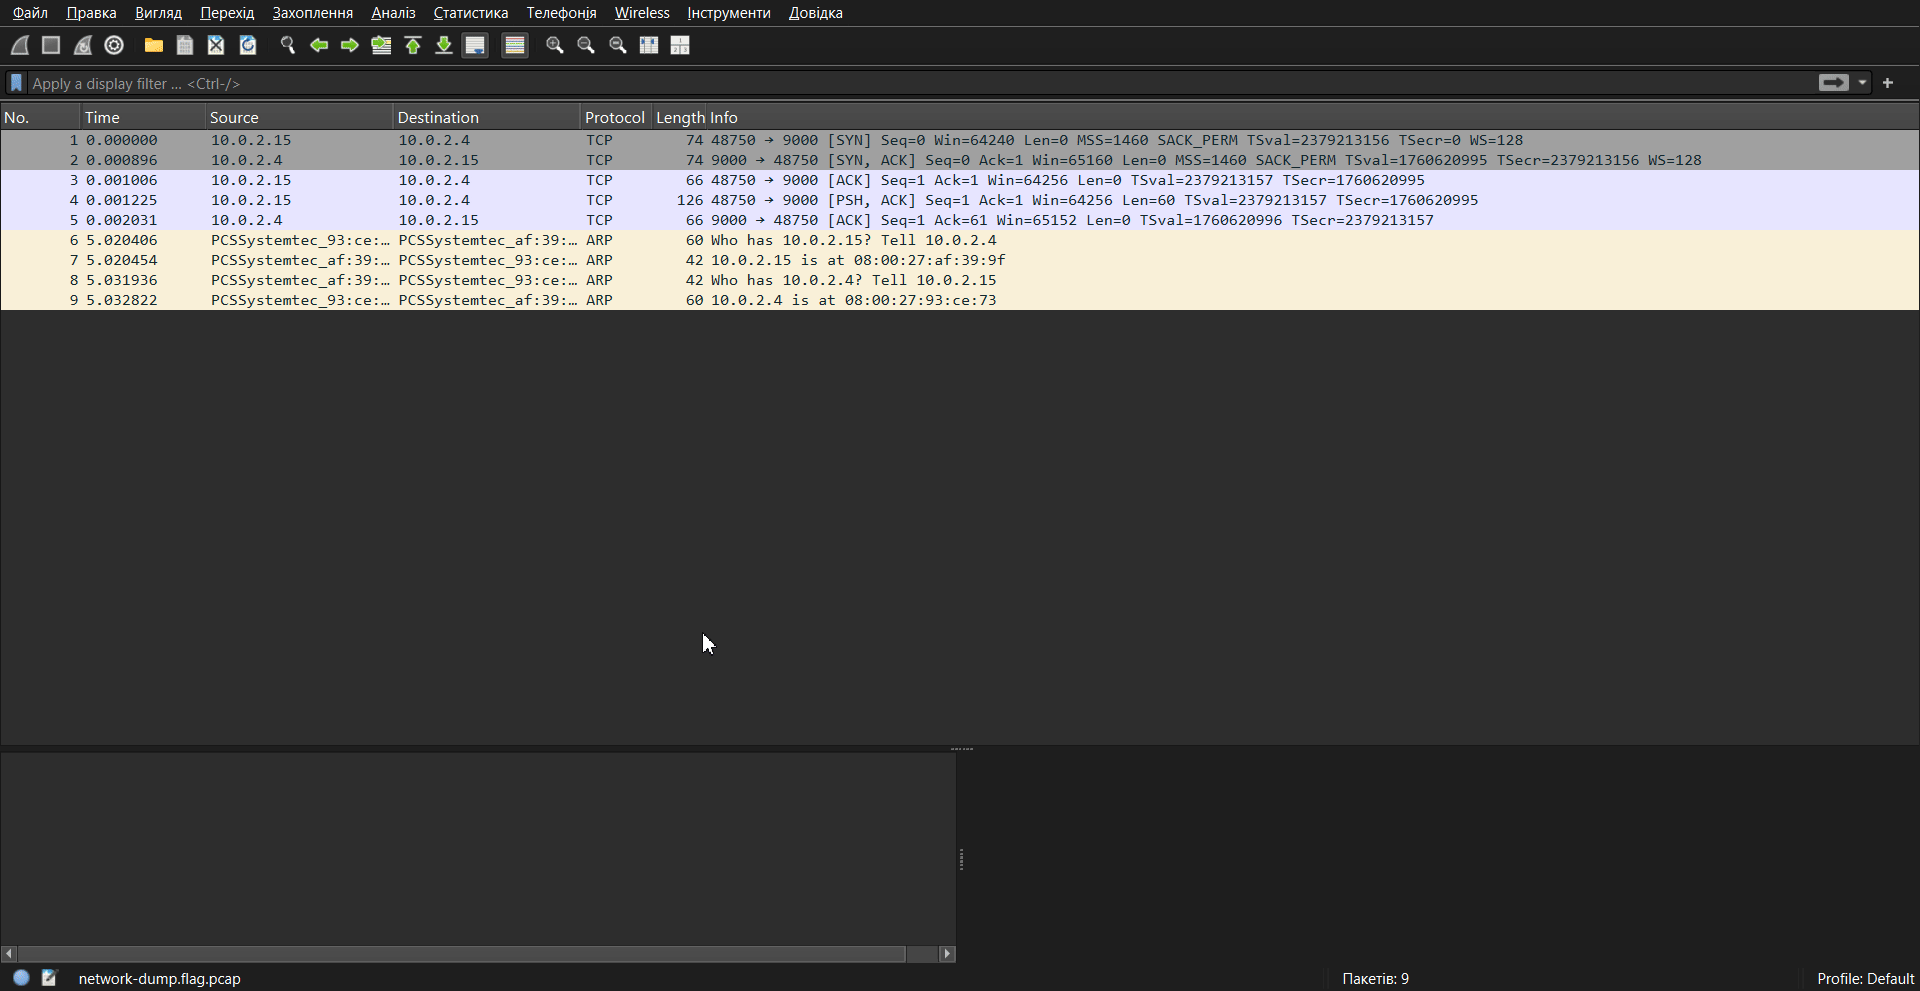 Файл Правка Вигляд Перехід Захоплення Аналіз Статистика Телефонія Wireless Інструменти Довідка
Apply a display filter ... <Ctrl-/>
No. Time Source Destination Protocol Length Info
1 0.000000 10.0.2.15 10.0.2.4 TCP 74 48750 → 9000 [SYN] Seq=0 Win=64240 Len=0 MSS=1460 SACK_PERM TSval=2379213156 TSecr=0 WS=128
2 0.000896 10.0.2.4 10.0.2.15 TCP 74 9000 → 48750 [SYN, ACK] Seq=0 Ack=1 Win=65160 Len=0 MSS=1460 SACK_PERM TSval=1760620995 TSecr=2379213156 WS=128
3 0.001006 10.0.2.15 10.0.2.4 TCP 66 48750 → 9000 [ACK] Seq=1 Ack=1 Win=64256 Len=0 TSval=2379213157 TSecr=1760620995
4 0.001225 10.0.2.15 10.0.2.4 TCP 126 48750 → 9000 [PSH, ACK] Seq=1 Ack=1 Win=64256 Len=60 TSval=2379213157 TSecr=1760620995
5 0.002031 10.0.2.4 10.0.2.15 TCP 66 9000 → 48750 [ACK] Seq=1 Ack=61 Win=65152 Len=0 TSval=1760620996 TSecr=2379213157
6 5.020406 PCSSystemtec_93:ce:… PCSSystemtec_af:39:… ARP 60 Who has 10.0.2.15? Tell 10.0.2.4
7 5.020454 PCSSystemtec_af:39:… PCSSystemtec_93:ce:… ARP 42 10.0.2.15 is at 08:00:27:af:39:9f
8 5.031936 PCSSystemtec_af:39:… PCSSystemtec_93:ce:… ARP 42 Who has 10.0.2.4? Tell 10.0.2.15
9 5.032822 PCSSystemtec_93:ce:… PCSSystemtec_af:39:… ARP 60 10.0.2.4 is at 08:00:27:93:ce:73
network-dump.flag.pcap Пакетів: 9 Profile: Default